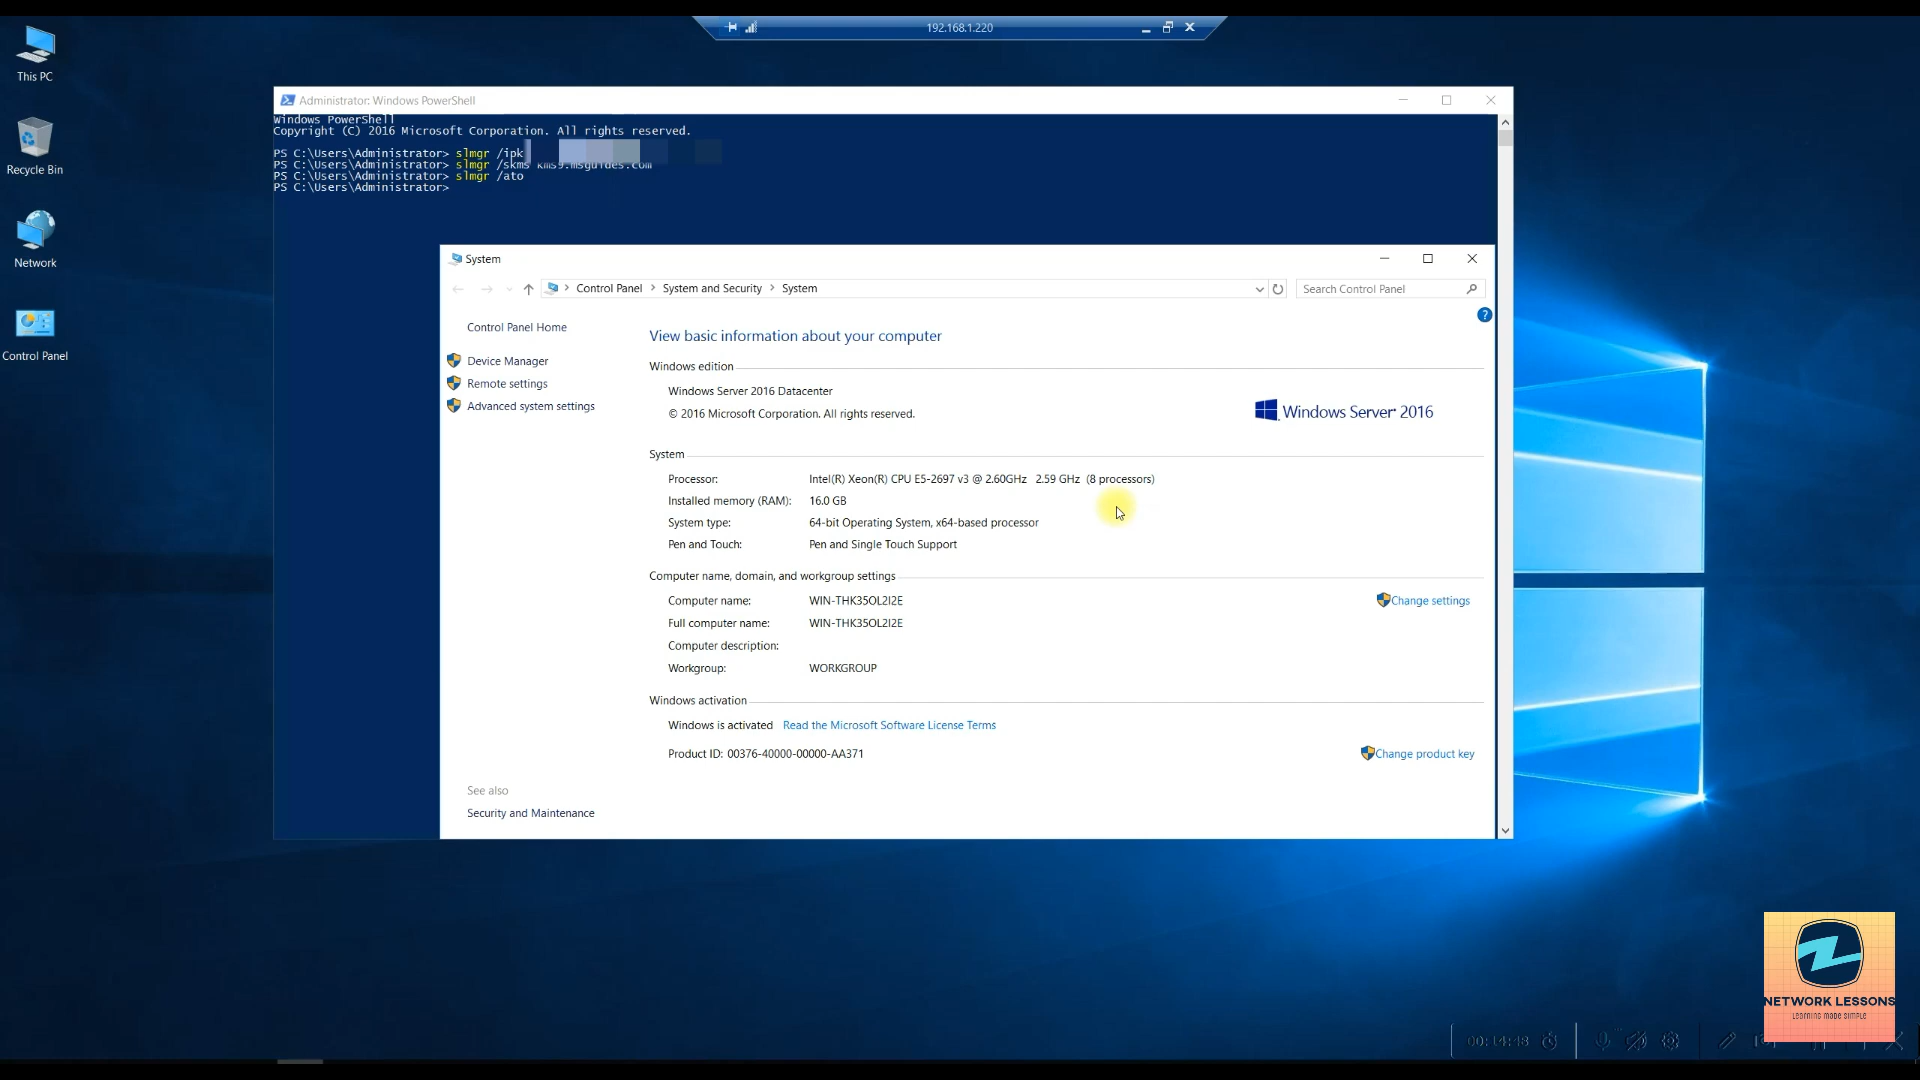 192.168.1.220
This PC
Recycle Bin
Network
Control Panel
Administrator: Windows PowerShell
Windows PowerShell
Copyright (C) 2016 Microsoft Corporation. All rights reserved.
PS C:\Users\Administrator> slmgr /ipk
PS C:\Users\Administrator> slmgr /skms kms9.msguides.com
PS C:\Users\Administrator> slmgr /ato
PS C:\Users\Administrator>
System
Control Panel > System and Security > System
Search Control Panel
Control Panel Home
Device Manager
Remote settings
Advanced system settings
See also
Security and Maintenance
View basic information about your computer
Windows edition
Windows Server 2016 Datacenter
© 2016 Microsoft Corporation. All rights reserved.
Windows Server® 2016
System
Processor: Intel(R) Xeon(R) CPU E5-2697 v3 @ 2.60GHz 2.59 GHz (8 processors)
Installed memory (RAM): 16.0 GB
System type: 64-bit Operating System, x64-based processor
Pen and Touch: Pen and Single Touch Support
Computer name, domain, and workgroup settings
Computer name: WIN-THK35OL2I2E
Change settings
Full computer name: WIN-THK35OL2I2E
Computer description:
Workgroup: WORKGROUP
Windows activation
Windows is activated Read the Microsoft Software License Terms
Product ID: 00376-40000-00000-AA371
Change product key
NETWORK LESSONS
Learning made simple
00:14:48